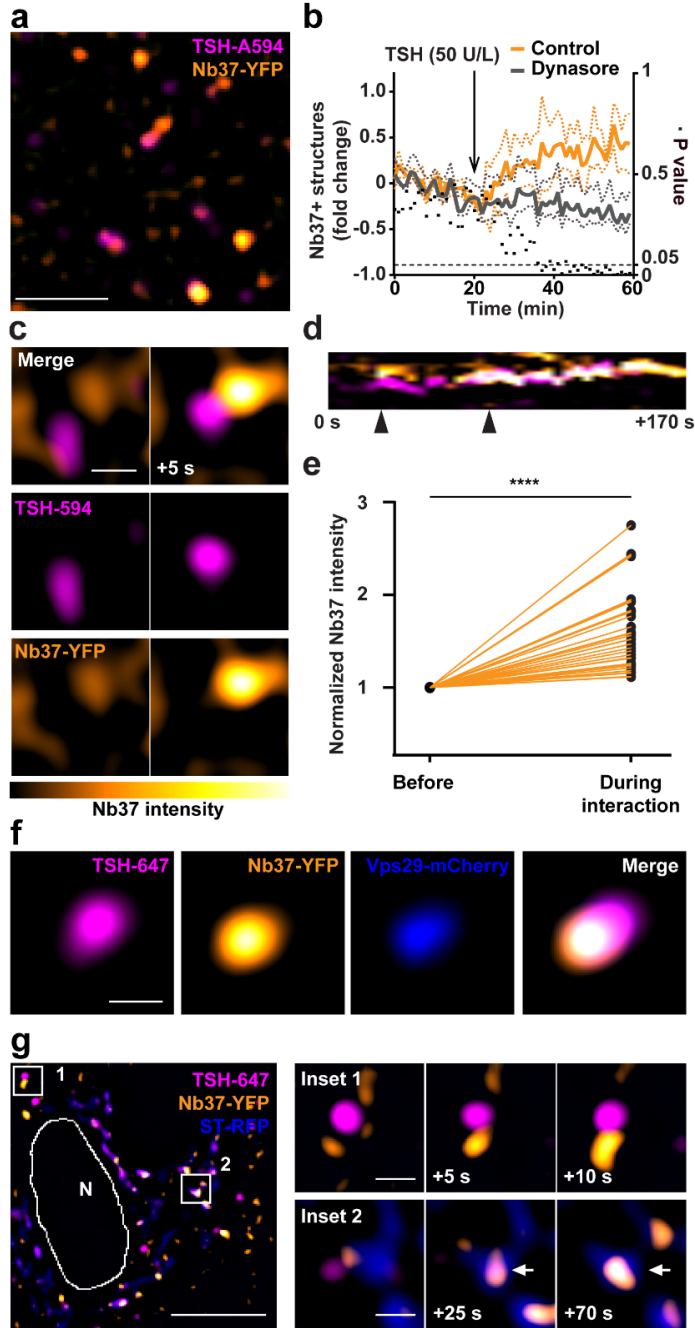 a
TSH-A594
Nb37-YFP
b
TSH (50 U/L)
Control
Dynasore
Nb37+ structures
(fold change)
1.0
0.5
0
-0.5
-1.0
1
0.5
0.05
0
· P value
0
20
40
60
Time (min)
c
Merge
+5 s
TSH-594
Nb37-YFP
Nb37 intensity
d
0 s
+170 s
e
****
Normalized Nb37 intensity
3
2
1
Before
During
interaction
f
TSH-647
Nb37-YFP
Vps29-mCherry
Merge
g
1
TSH-647
Nb37-YFP
ST-RFP
2
N
Inset 1
+5 s
+10 s
Inset 2
+25 s
+70 s